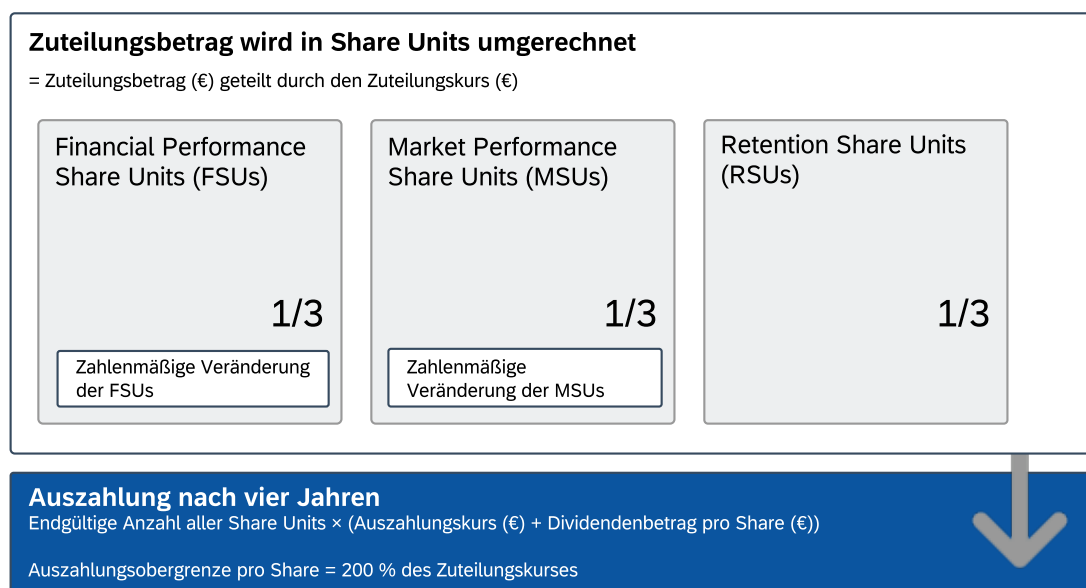 Zuteilungsbetrag wird in Share Units umgerechnet
= Zuteilungsbetrag (€) geteilt durch den Zuteilungskurs (€)
Financial Performance
Share Units (FSUs)
1/3
Zahlenmäßige Veränderung
der FSUs
Market Performance
Share Units (MSUs)
1/3
Zahlenmäßige
Veränderung der MSUs
Retention Share Units
(RSUs)
1/3
Auszahlung nach vier Jahren
Endgültige Anzahl aller Share Units × (Auszahlungskurs (€) + Dividendenbetrag pro Share (€))
Auszahlungsobergrenze pro Share = 200 % des Zuteilungskurses